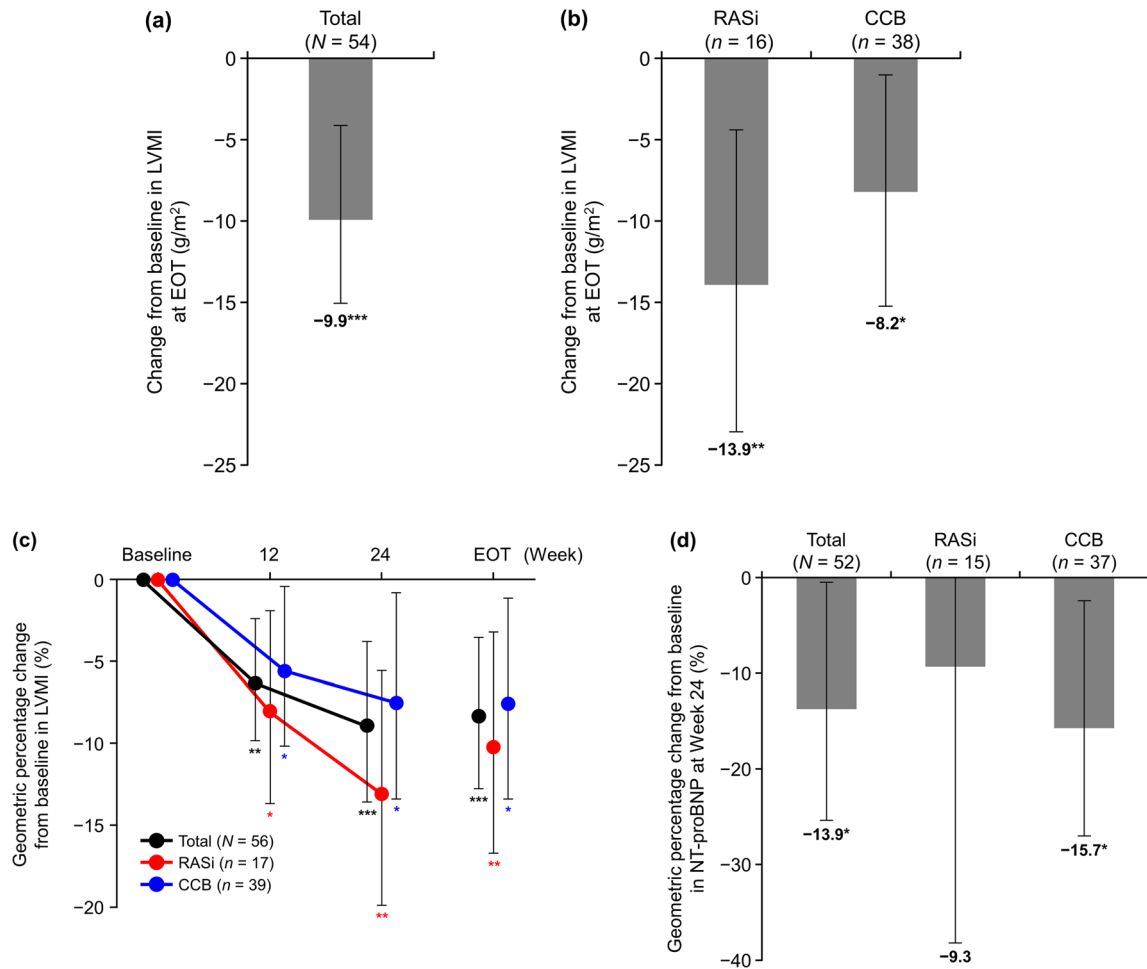 (a)
Total
(N = 54)
0
−5
−10
−15
−20
−25
Change from baseline in LVMI
at EOT (g/m²)
−9.9***
(b)
RASi
(n = 16)
CCB
(n = 38)
0
−5
−10
−15
−20
−25
Change from baseline in LVMI
at EOT (g/m²)
−13.9**
−8.2*
(c)
Baseline 12 24 EOT (Week)
0
−5
−10
−15
−20
Geometric percentage change
from baseline in LVMI (%)
**
*
*
***
**
*
***
**
*
Total (N = 56)
RASi (n = 17)
CCB (n = 39)
(d)
Total
(N = 52)
RASi
(n = 15)
CCB
(n = 37)
0
−10
−20
−30
−40
Geometric percentage change from baseline
in NT-proBNP at Week 24 (%)
−13.9*
−9.3
−15.7*